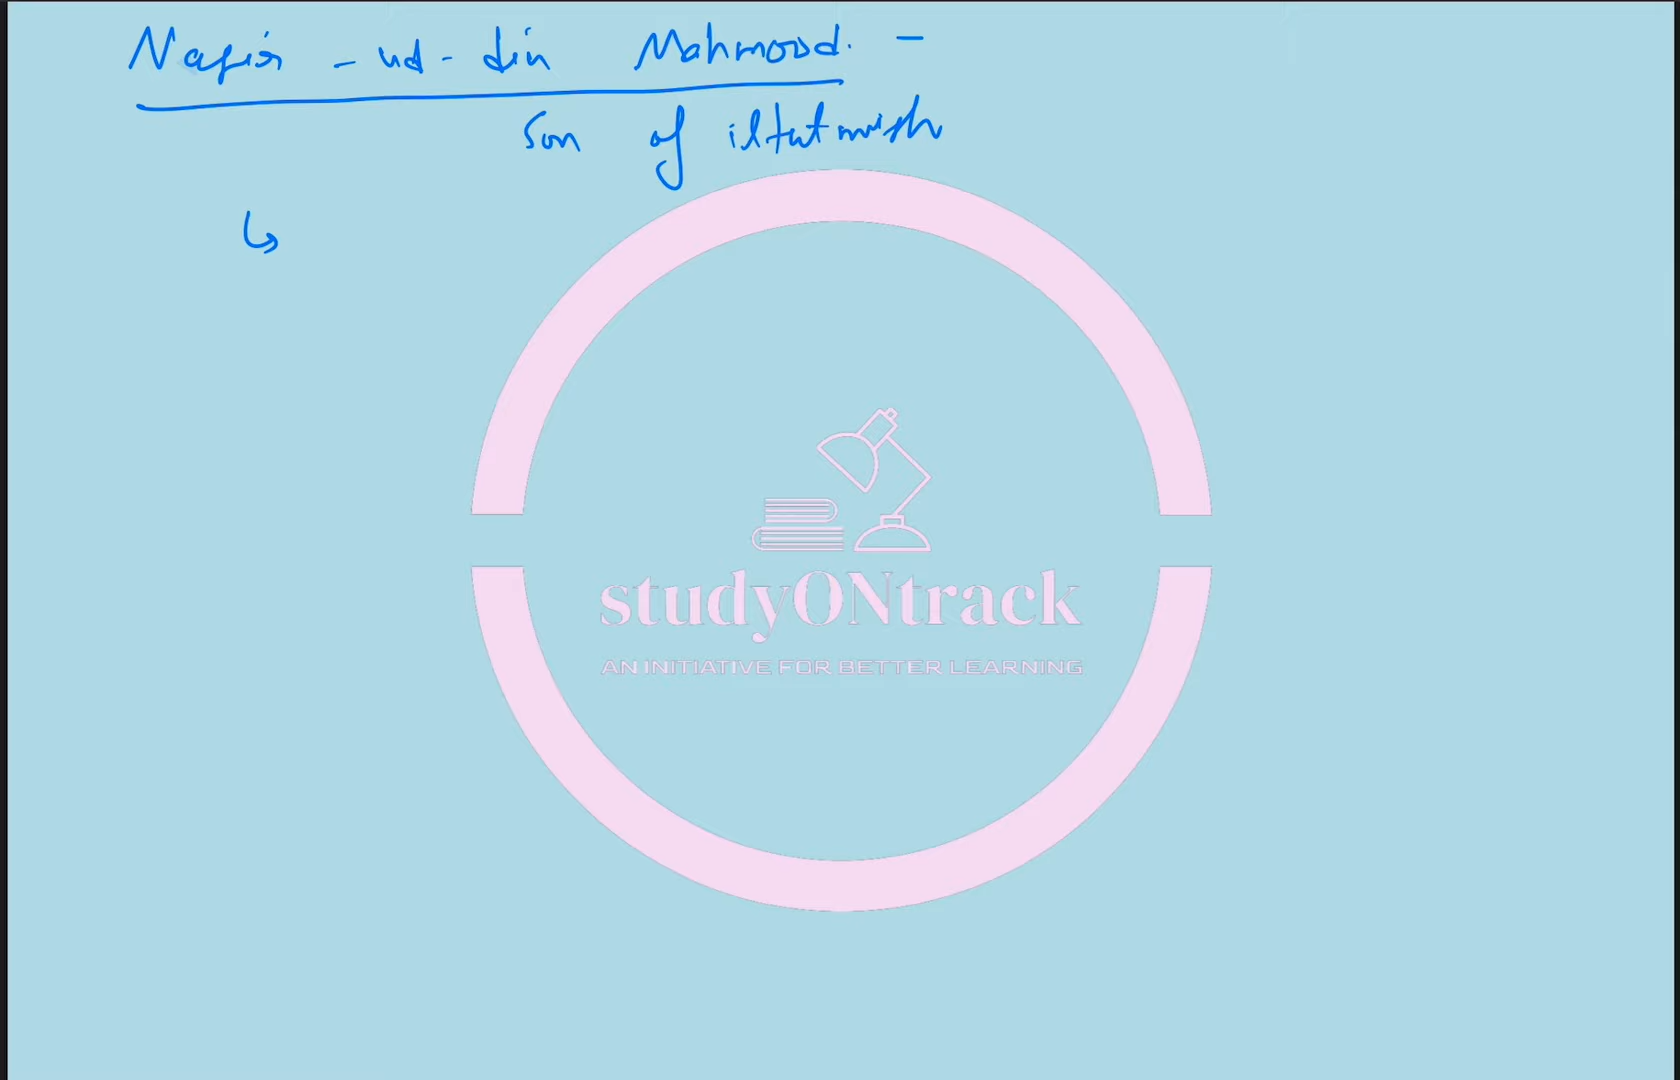 Nasir - ud - din Mahmood. -
Son of iltutmish
↳
studyONtrack
AN INITIATIVE FOR BETTER LEARNING